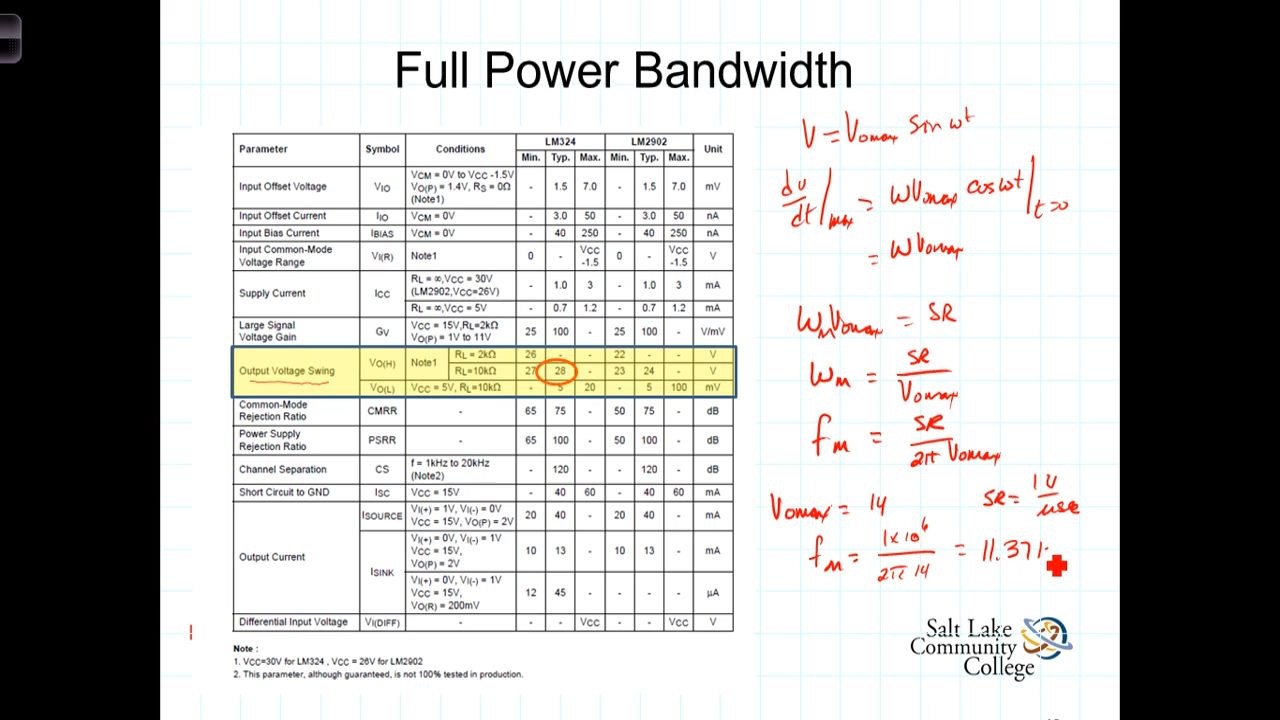 Full Power Bandwidth
LM324 LM2902
Parameter Symbol Conditions Min. Typ. Max. Min. Typ. Max. Unit
Input Offset Voltage VIO VCM = 0V to VCC -1.5V
VO(P) = 1.4V, RS = 0Ω
(Note1) - 1.5 7.0 - 1.5 7.0 mV
Input Offset Current IIO VCM = 0V - 3.0 50 - 3.0 50 nA
Input Bias Current IBIAS VCM = 0V - 40 250 - 40 250 nA
Input Common-Mode
Voltage Range VI(R) Note1 0 - VCC
-1.5 0 - VCC
-1.5 V
Supply Current ICC RL = ∞,VCC = 30V
(LM2902,VCC=26V) - 1.0 3 - 1.0 3 mA
RL = ∞,VCC = 5V - 0.7 1.2 - 0.7 1.2 mA
Large Signal
Voltage Gain GV VCC = 15V,RL=2kΩ
VO(P) = 1V to 11V 25 100 - 25 100 - V/mV
Output Voltage Swing VO(H) Note1 RL = 2kΩ 26 - - 22 - - V
RL=10kΩ 27 28 - 23 24 - V
VO(L) VCC = 5V, RL=10kΩ - 5 20 - 5 100 mV
Common-Mode
Rejection Ratio CMRR - 65 75 - 50 75 - dB
Power Supply
Rejection Ratio PSRR - 65 100 - 50 100 - dB
Channel Separation CS f = 1kHz to 20kHz
(Note2) - 120 - - 120 - dB
Short Circuit to GND ISC VCC = 15V - 40 60 - 40 60 mA
Output Current ISOURCE VI(+) = 1V, VI(-) = 0V
VCC = 15V, VO(P) = 2V 20 40 - 20 40 - mA
ISINK VI(+) = 0V, VI(-) = 1V
VCC = 15V,
VO(P) = 2V 10 13 - 10 13 - mA
VI(+) = 0V, VI(-) = 1V
VCC = 15V,
VO(R) = 200mV 12 45 - - - - μA
Differential Input Voltage VI(DIFF) - - - VCC - - VCC V
Note :
1. VCC=30V for LM324 , VCC = 26V for LM2902
2. This parameter, although guaranteed, is not 100% tested in production.
V = Vomax sin ωt
dv/dt |max = ωVomax cos ωt |t=0
= ωVomax
ωM Vomax = SR
ωM = SR / Vomax
fM = SR / 2π Vomax
Vomax = 14 SR = 1V / μse
fM = 1x10^6 / 2π 14 = 11.37
Salt Lake
Community
College